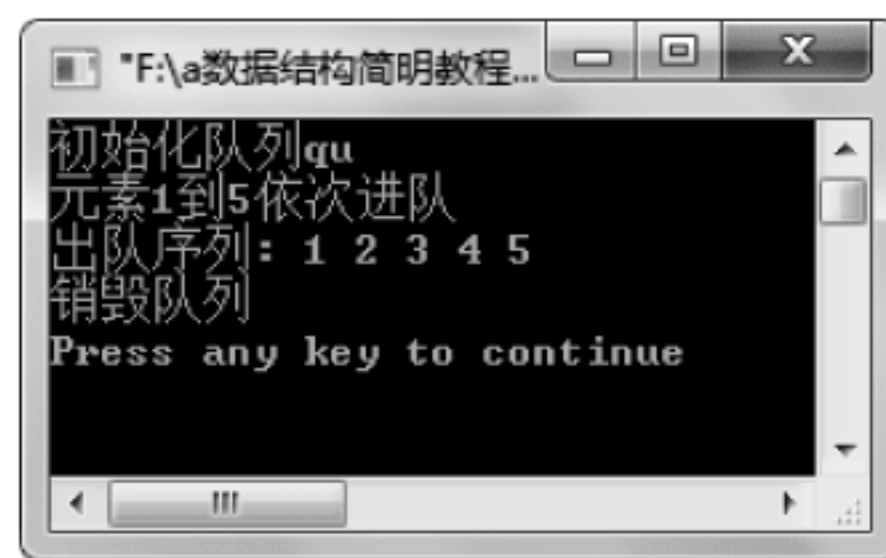 "F:\a数据结构简明教程...
初始化队列qu
元素1到5依次进队
出队序列: 1 2 3 4 5
销毁队列
Press any key to continue